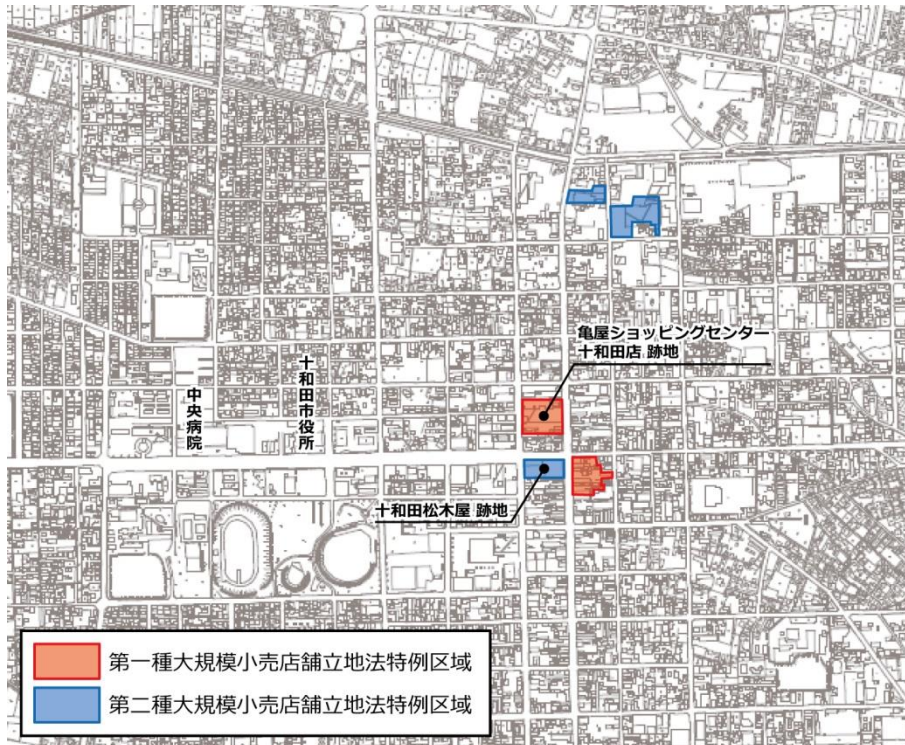 亀屋ショッピングセンター
十和田店 跡地
十和田市役所
中央病院
十和田松木屋 跡地
第一種大規模小売店舗立地法特例区域
第二種大規模小売店舗立地法特例区域